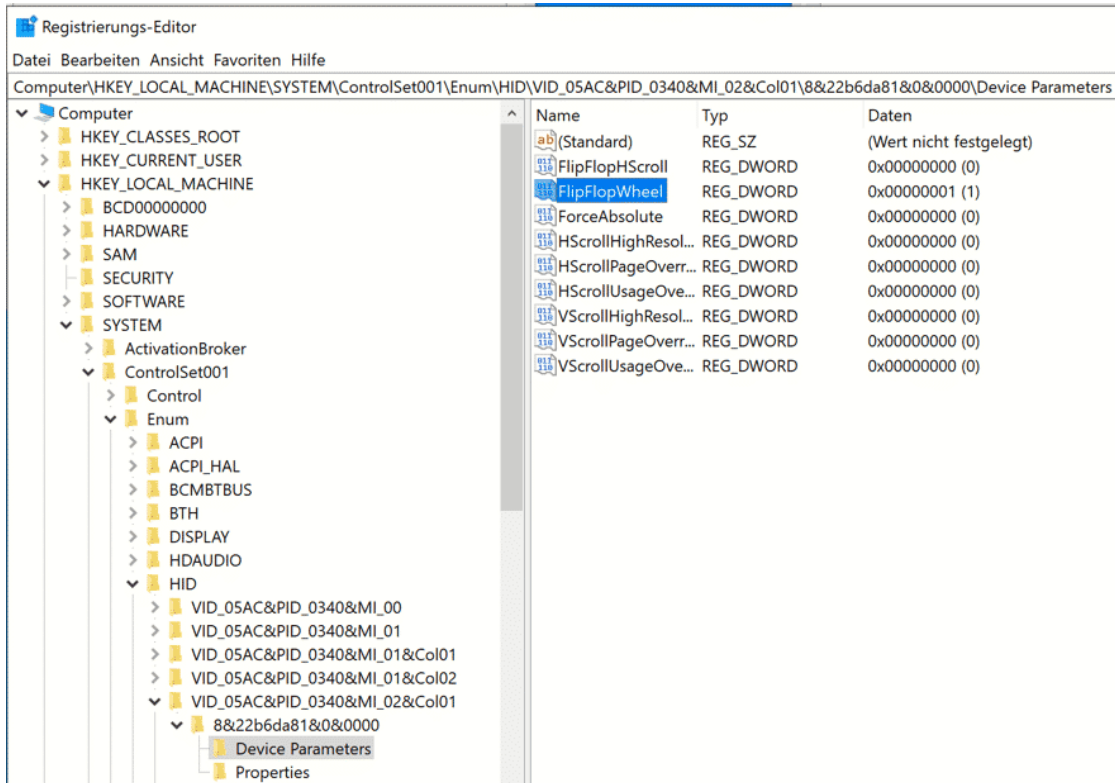 Registrierungs-Editor
Datei Bearbeiten Ansicht Favoriten Hilfe
Computer\HKEY_LOCAL_MACHINE\SYSTEM\ControlSet001\Enum\HID\VID_05AC&PID_0340&MI_02&Col01\8&22b6da81&0&0000\Device Parameters
Computer
HKEY_CLASSES_ROOT
HKEY_CURRENT_USER
HKEY_LOCAL_MACHINE
BCD00000000
HARDWARE
SAM
SECURITY
SOFTWARE
SYSTEM
ActivationBroker
ControlSet001
Control
Enum
ACPI
ACPI_HAL
BCMBTBUS
BTH
DISPLAY
HDAUDIO
HID
VID_05AC&PID_0340&MI_00
VID_05AC&PID_0340&MI_01
VID_05AC&PID_0340&MI_01&Col01
VID_05AC&PID_0340&MI_01&Col02
VID_05AC&PID_0340&MI_02&Col01
8&22b6da81&0&0000
Device Parameters
Properties
Name Typ Daten
(Standard) REG_SZ (Wert nicht festgelegt)
FlipFlopHScroll REG_DWORD 0x00000000 (0)
FlipFlopWheel REG_DWORD 0x00000001 (1)
ForceAbsolute REG_DWORD 0x00000000 (0)
HScrollHighResol... REG_DWORD 0x00000000 (0)
HScrollPageOverr... REG_DWORD 0x00000000 (0)
HScrollUsageOve... REG_DWORD 0x00000000 (0)
VScrollHighResol... REG_DWORD 0x00000000 (0)
VScrollPageOverr... REG_DWORD 0x00000000 (0)
VScrollUsageOve... REG_DWORD 0x00000000 (0)